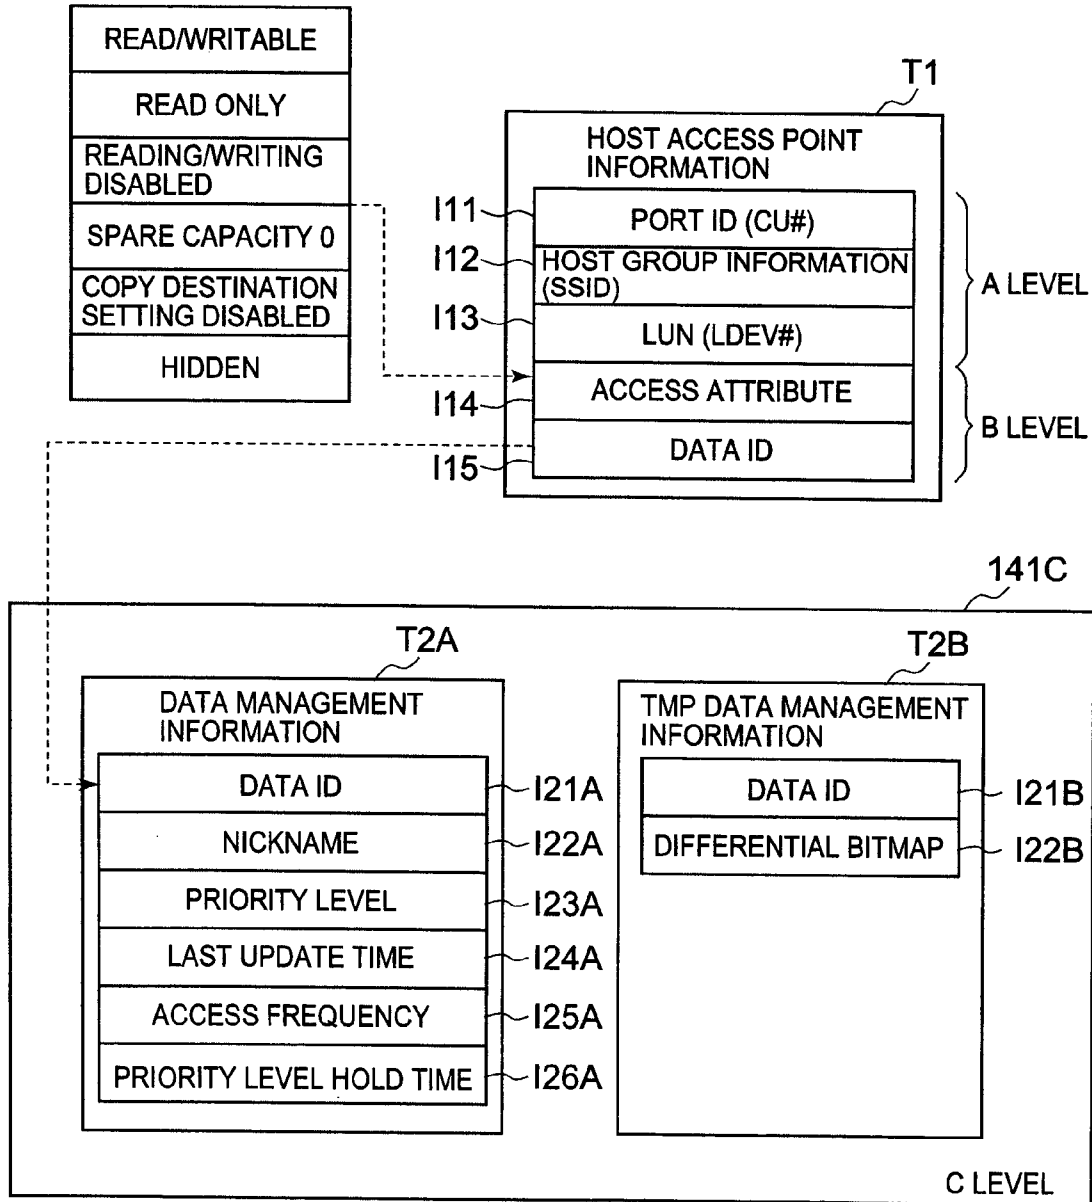 READ/WRITABLE
READ ONLY
READING/WRITING
DISABLED
SPARE CAPACITY 0
COPY DESTINATION
SETTING DISABLED
HIDDEN
T1
HOST ACCESS POINT
INFORMATION
I11
PORT ID (CU#)
I12
HOST GROUP INFORMATION
(SSID)
I13
LUN (LDEV#)
A LEVEL
I14
ACCESS ATTRIBUTE
I15
DATA ID
B LEVEL
141C
T2A
DATA MANAGEMENT
INFORMATION
DATA ID
I21A
NICKNAME
I22A
PRIORITY LEVEL
I23A
LAST UPDATE TIME
I24A
ACCESS FREQUENCY
I25A
PRIORITY LEVEL HOLD TIME
I26A
T2B
TMP DATA MANAGEMENT
INFORMATION
DATA ID
I21B
DIFFERENTIAL BITMAP
I22B
C LEVEL